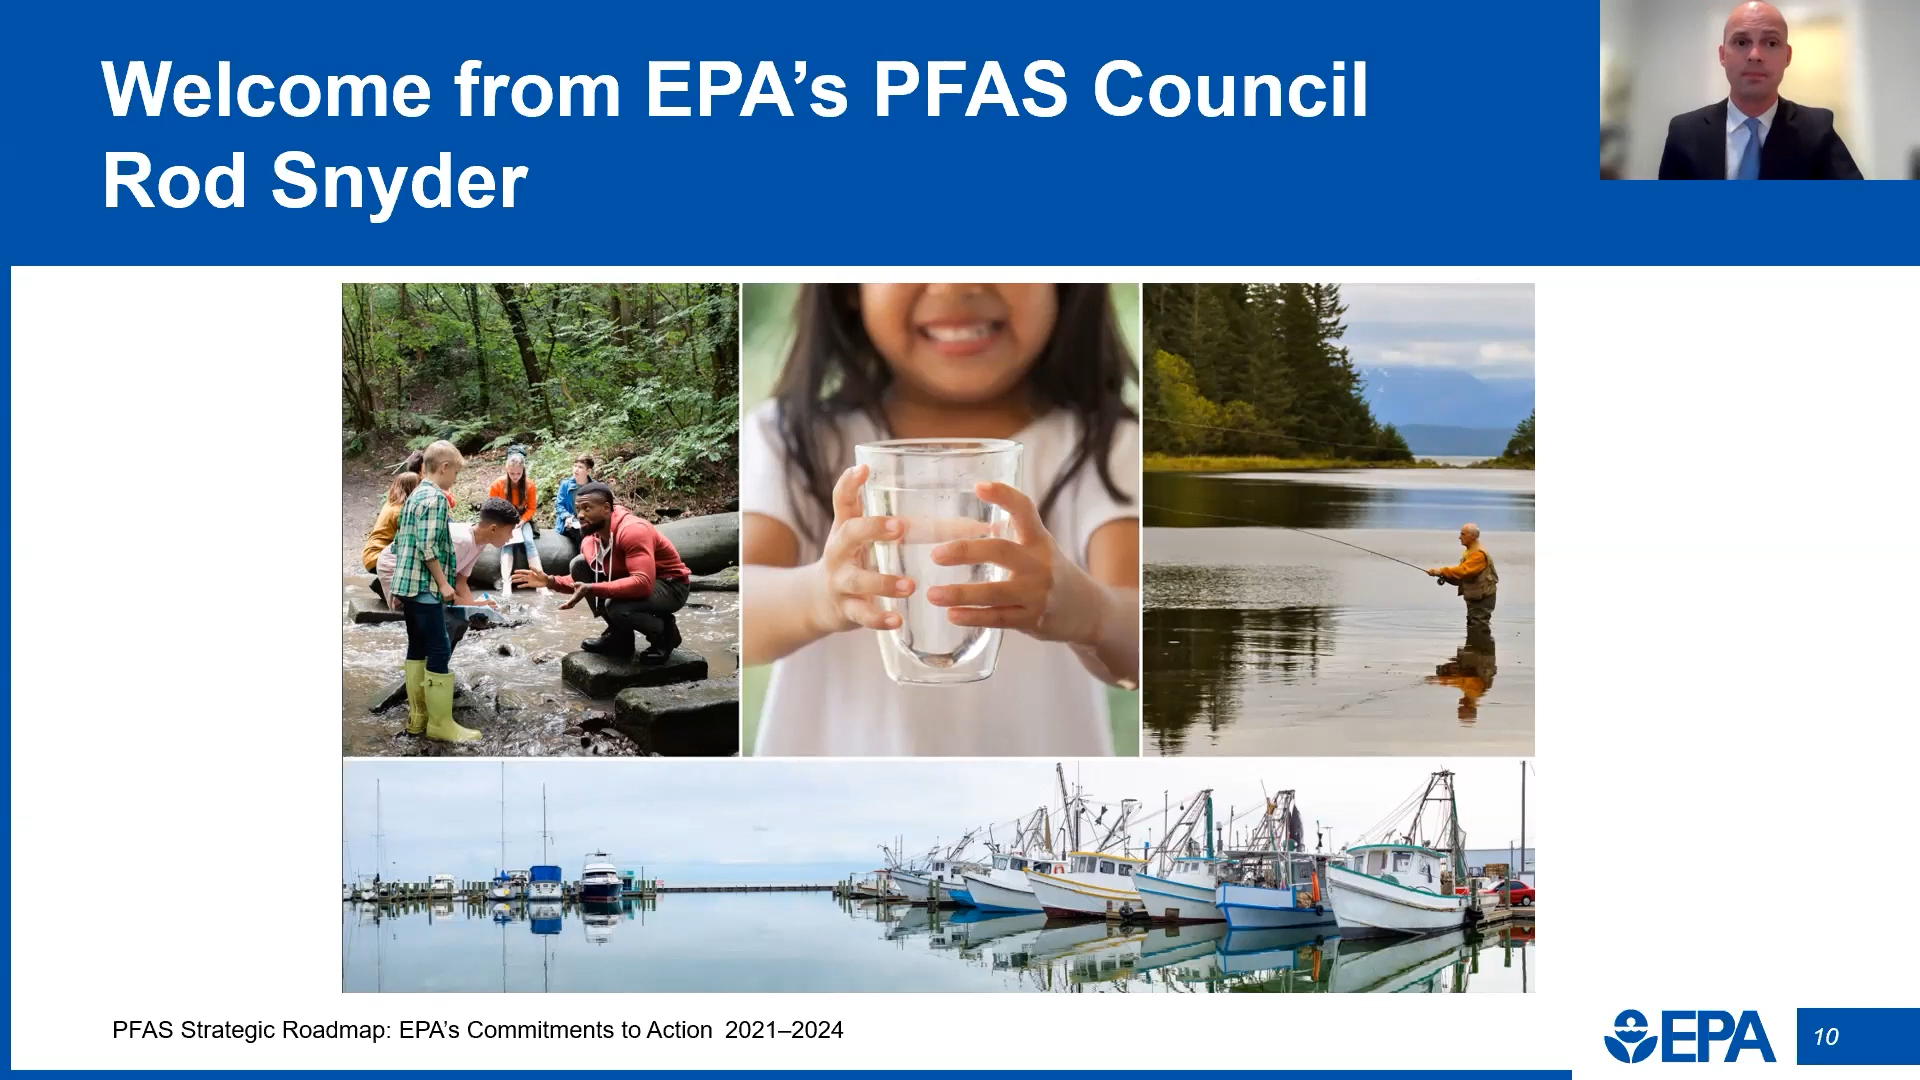 Welcome from EPA’s PFAS Council
Rod Snyder
PFAS Strategic Roadmap: EPA’s Commitments to Action 2021–2024
EPA
10